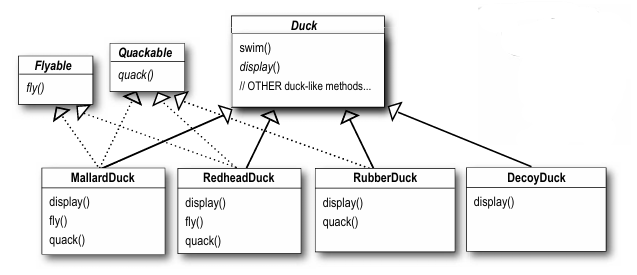 Duck
swim()
display()
// OTHER duck-like methods...
Quackable
quack()
Flyable
fly()
MallardDuck
display()
fly()
quack()
RedheadDuck
display()
fly()
quack()
RubberDuck
display()
quack()
DecoyDuck
display()